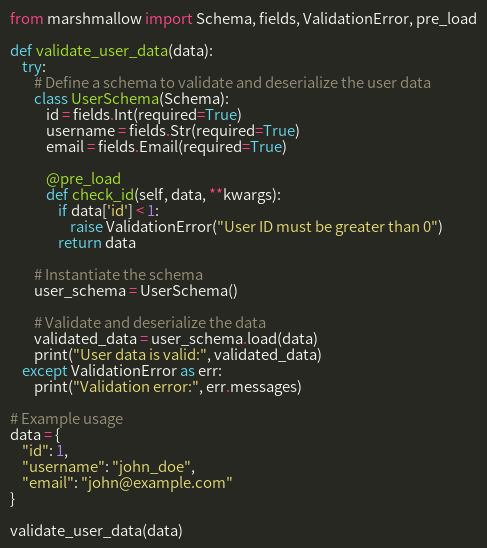 from marshmallow import Schema, fields, ValidationError, pre_load

def validate_user_data(data):
    try:
        # Define a schema to validate and deserialize the user data
        class UserSchema(Schema):
            id = fields.Int(required=True)
            username = fields.Str(required=True)
            email = fields.Email(required=True)

            @pre_load
            def check_id(self, data, **kwargs):
                if data['id'] < 1:
                    raise ValidationError("User ID must be greater than 0")
                return data

        # Instantiate the schema
        user_schema = UserSchema()

        # Validate and deserialize the data
        validated_data = user_schema.load(data)
        print("User data is valid:", validated_data)
    except ValidationError as err:
        print("Validation error:", err.messages)

# Example usage
data = {
    "id": 1,
    "username": "john_doe",
    "email": "john@example.com"
}

validate_user_data(data)